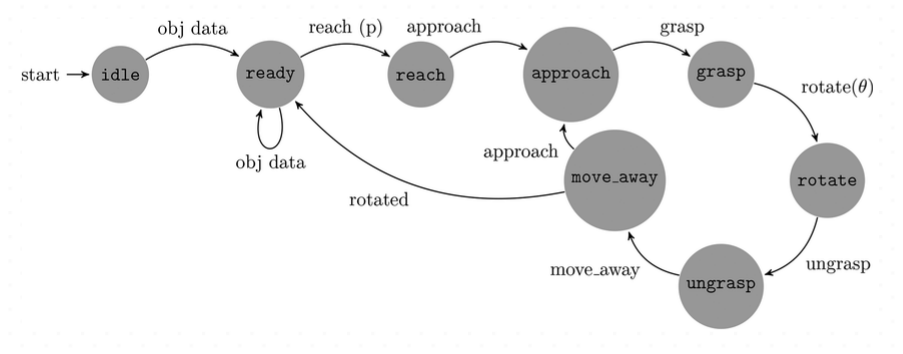 obj data
reach (p)
approach
grasp
start
idle
ready
reach
approach
grasp
rotate(θ)
obj data
approach
move_away
rotate
rotated
ungrasp
move_away
ungrasp